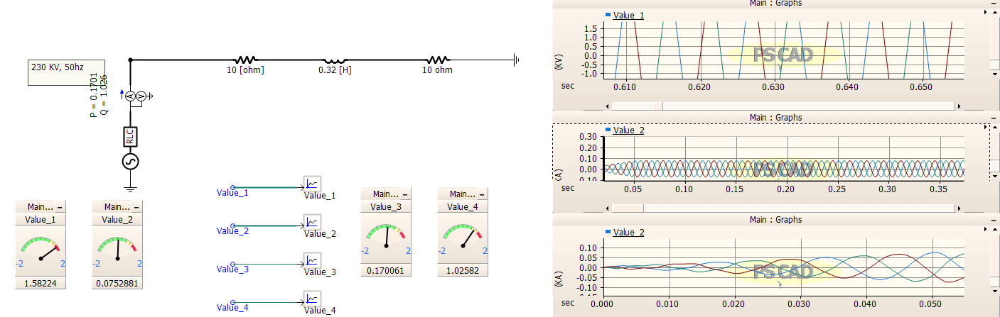 230 KV, 50hz
P = 0.1701
Q = 1.026
A
V
RLC
10 [ohm]
0.32 [H]
10 ohm
Main...
Value_1
-2
2
1.58224
Main...
Value_2
-2
2
0.0752881
Value_1
Value_1
Value_2
Value_2
Value_3
Value_3
Value_4
Value_4
Main...
Value_3
-2
2
0.170061
Main...
Value_4
-2
2
1.02582
Main : Graphs
Value_1
(KV)
1.5
1.0
0.5
0.0
-0.5
-1.0
PSCAD
sec
0.610
0.620
0.630
0.640
0.650
Main : Graphs
Value_2
0.30
0.20
0.10
0.00
PSCAD
sec
0.05
0.10
0.15
0.20
0.25
0.30
0.35
Main : Graphs
Value_2
(KA)
0.10
0.05
0.00
-0.05
-0.10
PSCAD
sec
0.000
0.010
0.020
0.030
0.040
0.050